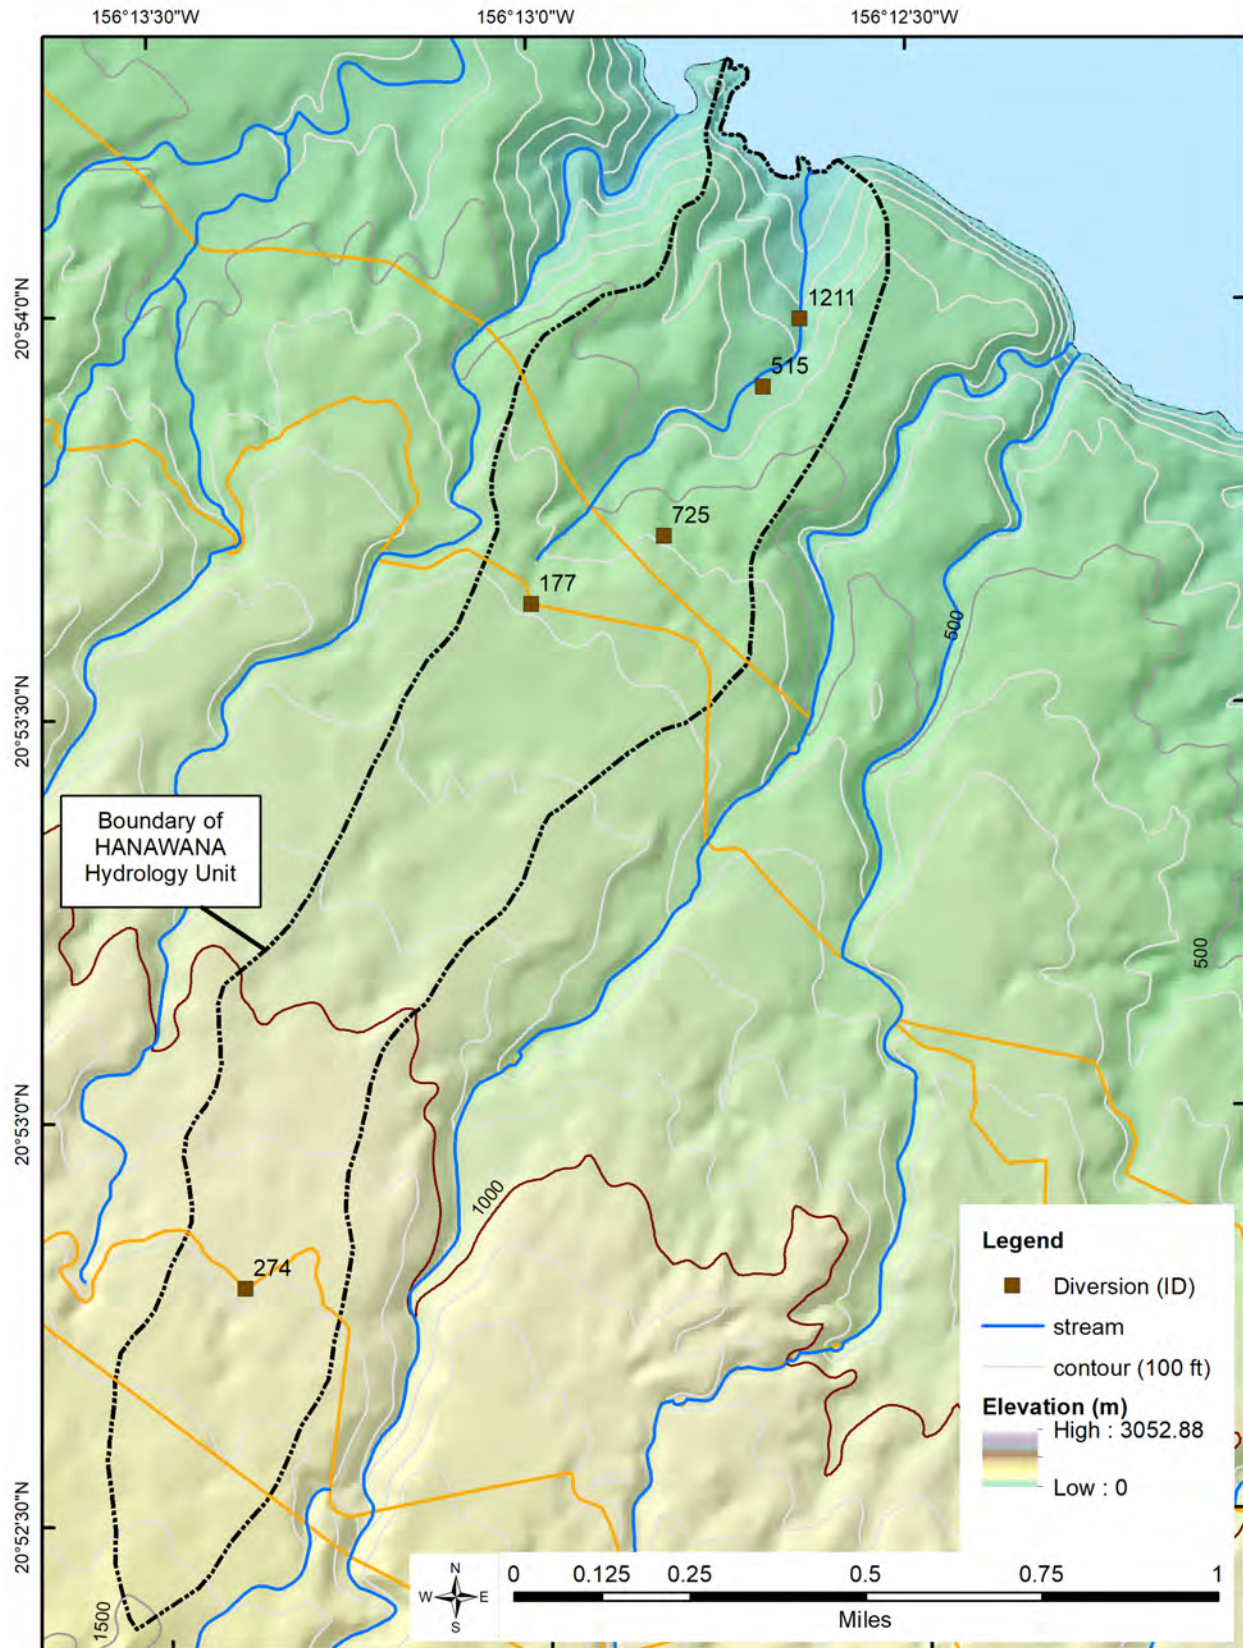 156°13'30"W
156°13'0"W
156°12'30"W
20°54'0"N
1211
515
725
177
500
20°53'30"N
Boundary of
HANAWANA
Hydrology Unit
500
20°53'0"N
1000
274
Legend
Diversion (ID)
stream
contour (100 ft)
Elevation (m)
High : 3052.88
Low : 0
20°52'30"N
1500
N
W E
S
0 0.125 0.25 0.5 0.75 1
Miles